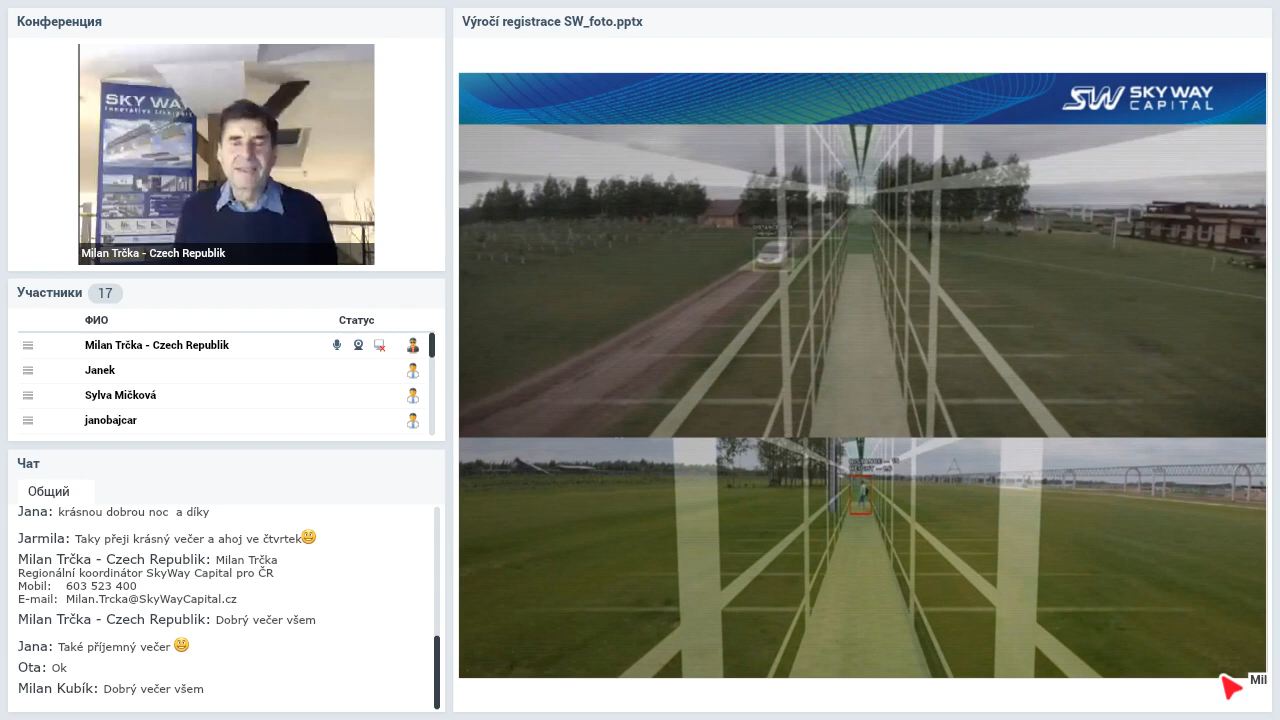 Конференция
SKY WAY
Milan Trčka - Czech Republik
Участники 17
ФИО Статус
Milan Trčka - Czech Republik
Janek
Sylva Mičková
janobajcar
Чат
Общий
Jana: krásnou dobrou noc a díky
Jarmila: Taky přeji krásný večer a ahoj ve čtvrtek
Milan Trčka - Czech Republik: Milan Trčka
Regionální koordinátor SkyWay Capital pro ČR
Mobil: 603 523 400
E-mail: Milan.Trcka@SkyWayCapital.cz
Milan Trčka - Czech Republik: Dobrý večer všem
Jana: Také příjemný večer
Ota: Ok
Milan Kubík: Dobrý večer všem
Výročí registrace SW_foto.pptx
SW SKY WAY
CAPITAL
Mil